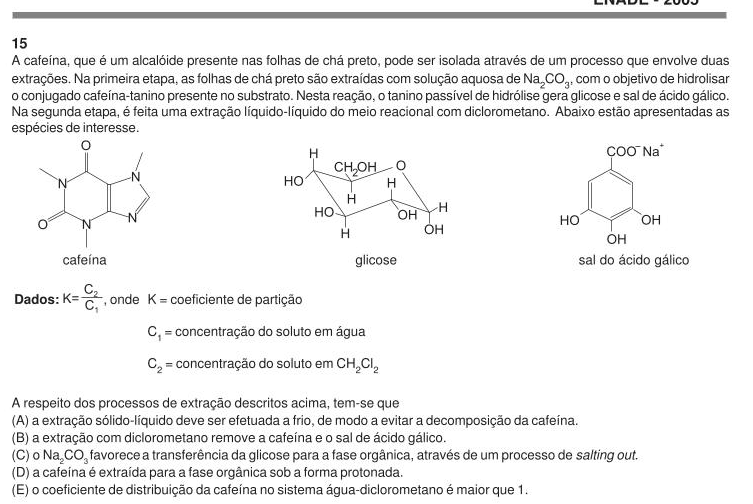 ENADE - 2005
15
A cafeína, que é um alcalóide presente nas folhas de chá preto, pode ser isolada através de um processo que envolve duas
extrações. Na primeira etapa, as folhas de chá preto são extraídas com solução aquosa de Na₂CO₃, com o objetivo de hidrolisar
o conjugado cafeína-tanino presente no substrato. Nesta reação, o tanino passível de hidrólise gera glicose e sal de ácido gálico.
Na segunda etapa, é feita uma extração líquido-líquido do meio reacional com diclorometano. Abaixo estão apresentadas as
espécies de interesse.
O
N
N
O
N
N
H
CH₂OH
O
HO
H
H
HO
OH
H
H
OH
COO⁻ Na⁺
HO
OH
OH
cafeína
glicose
sal do ácido gálico
Dados: K= C₂/C₁ , onde K = coeficiente de partição
C₁ = concentração do soluto em água
C₂ = concentração do soluto em CH₂Cl₂
A respeito dos processos de extração descritos acima, tem-se que
(A) a extração sólido-líquido deve ser efetuada a frio, de modo a evitar a decomposição da cafeína.
(B) a extração com diclorometano remove a cafeína e o sal de ácido gálico.
(C) o Na₂CO₃ favorece a transferência da glicose para a fase orgânica, através de um processo de salting out.
(D) a cafeína é extraída para a fase orgânica sob a forma protonada.
(E) o coeficiente de distribuição da cafeína no sistema água-diclorometano é maior que 1.